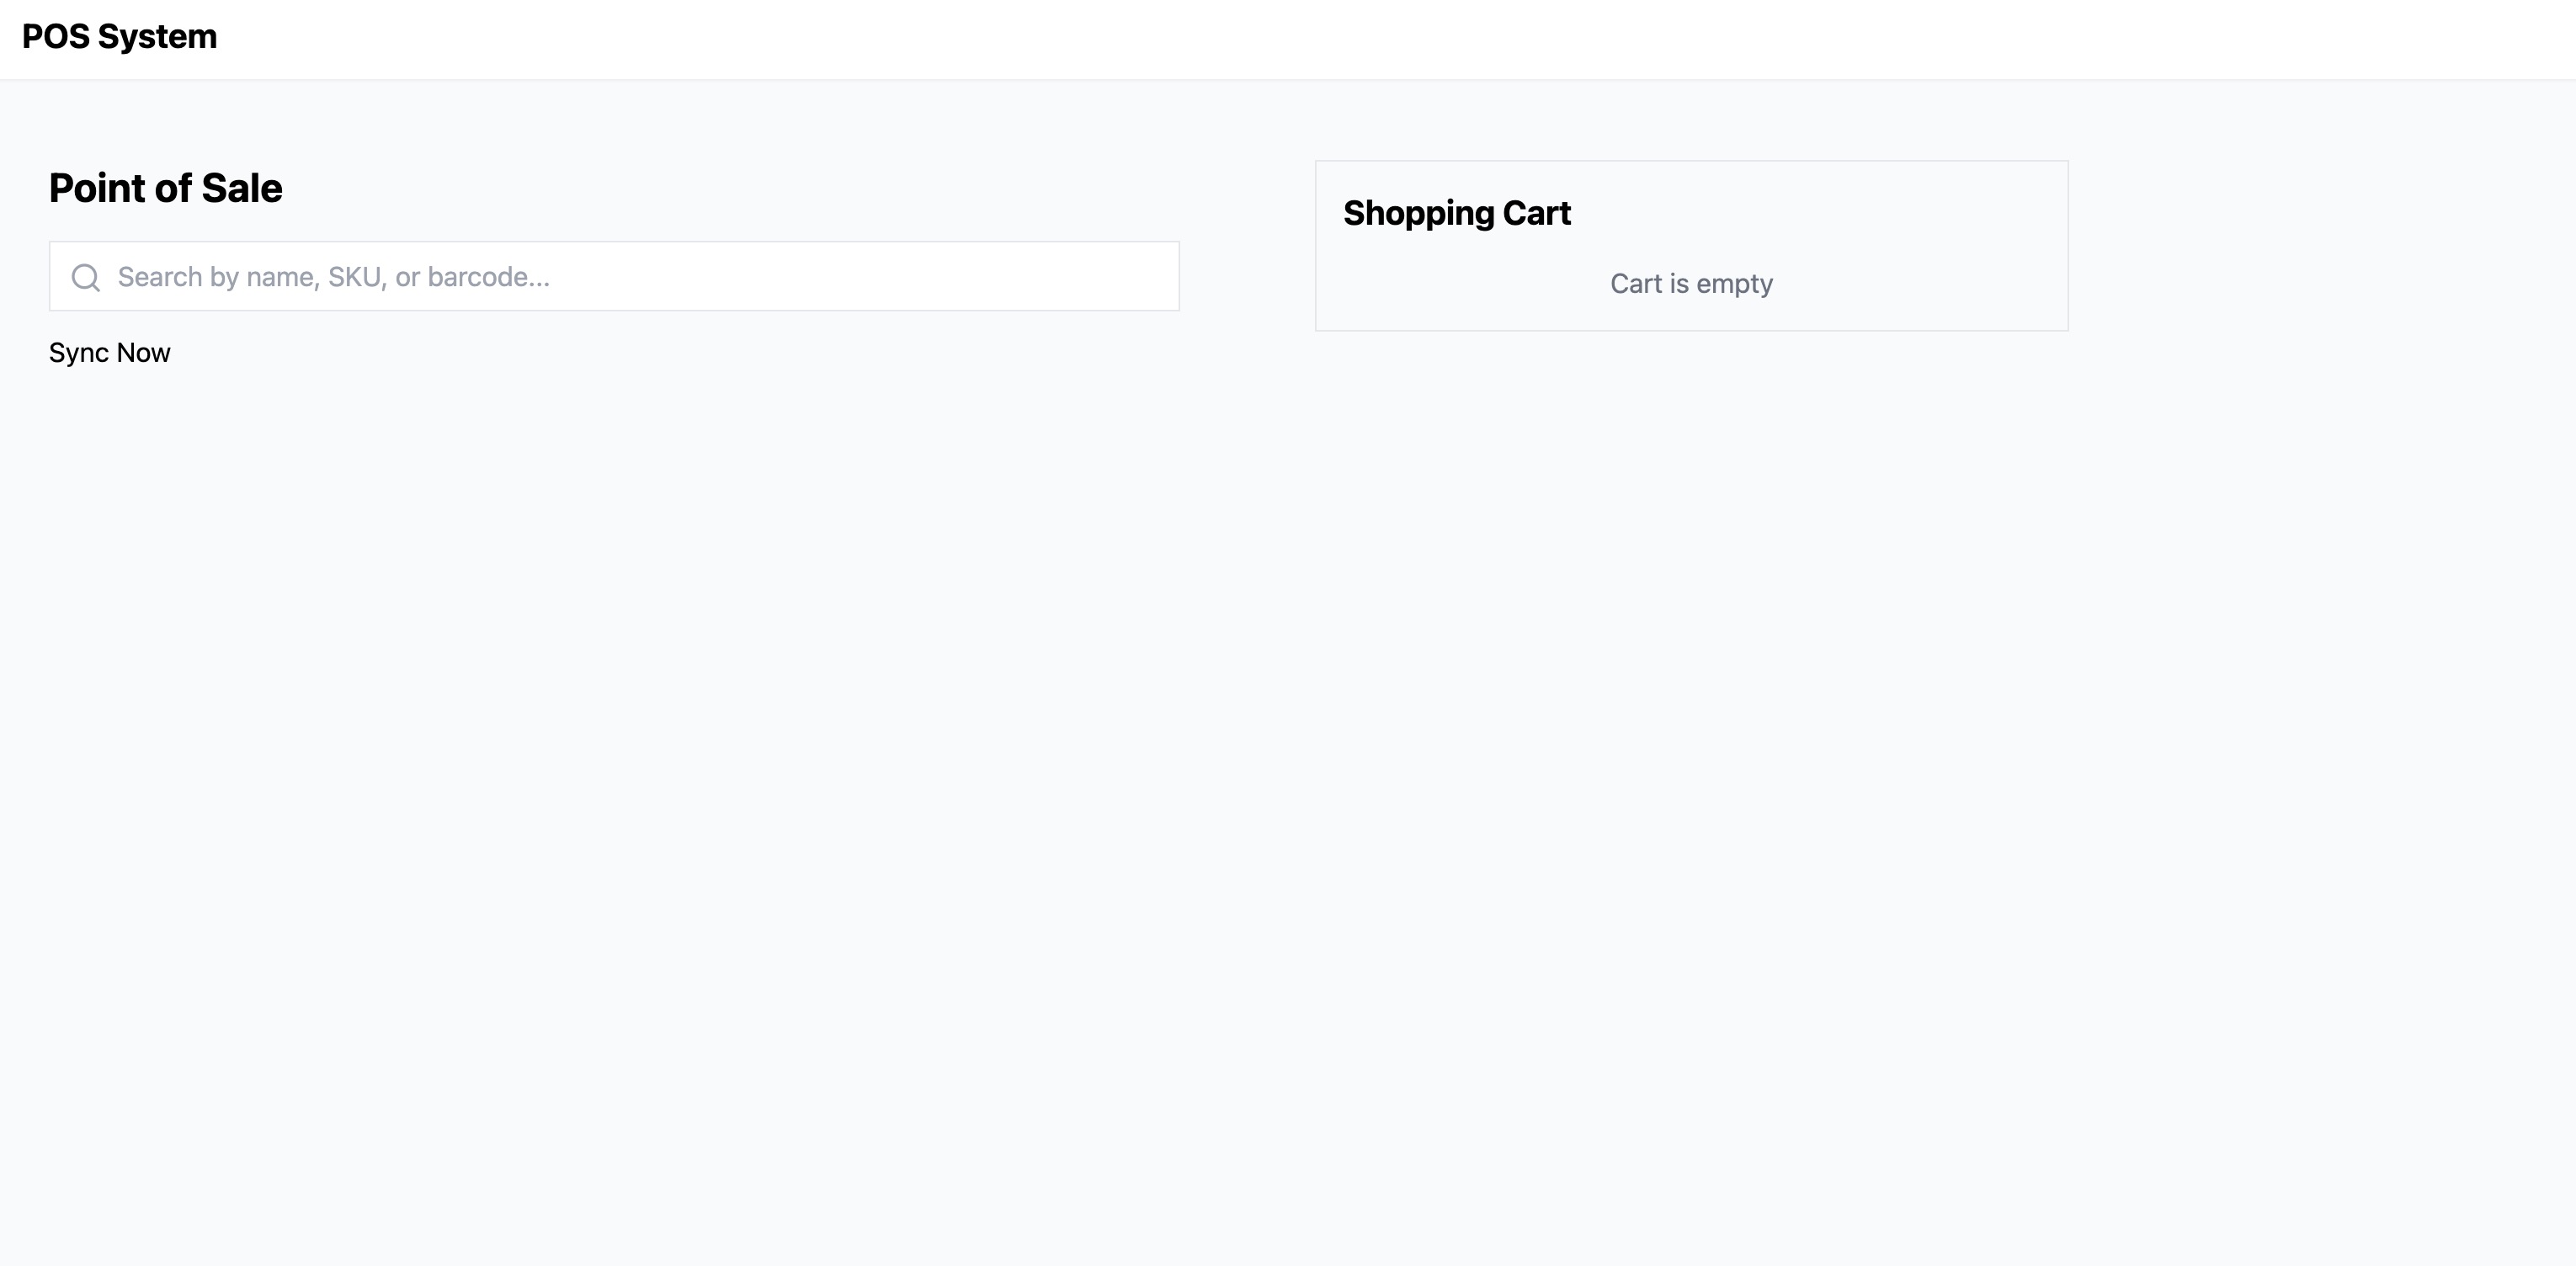 POS System
Point of Sale
Search by name, SKU, or barcode...
Sync Now
Shopping Cart
Cart is empty